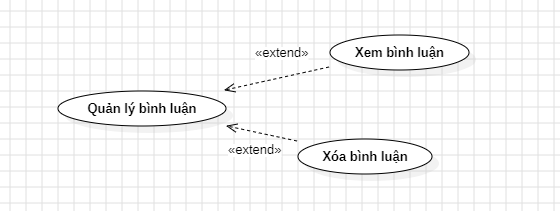 «extend»
Xem bình luận
Quản lý bình luận
«extend»
Xóa bình luận